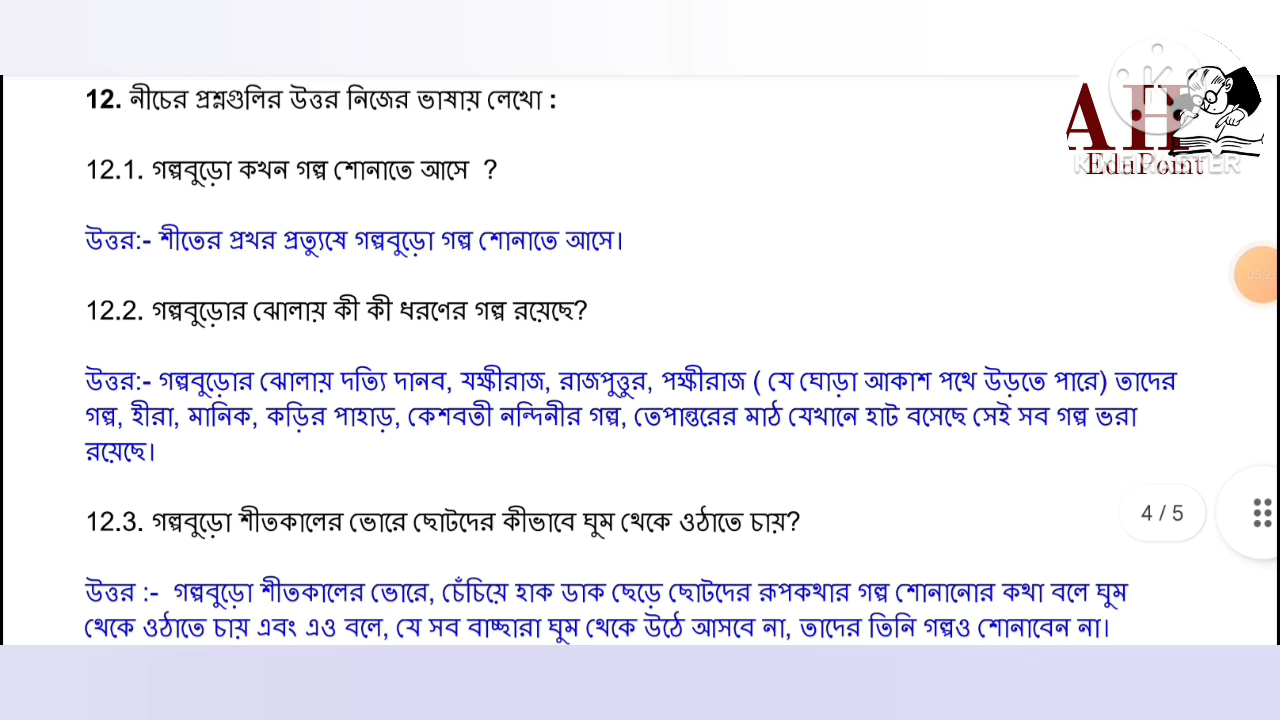 12. নীচের প্রশ্নগুলির উত্তর নিজের ভাষায় লেখো :
12.1. গল্পবুড়ো কখন গল্প শোনাতে আসে ?
উত্তর:- শীতের প্রখর প্রত্যুষে গল্পবুড়ো গল্প শোনাতে আসে।
12.2. গল্পবুড়োর ঝোলায় কী কী ধরণের গল্প রয়েছে?
উত্তর:- গল্পবুড়োর ঝোলায় দত্যি দানব, যক্ষীরাজ, রাজপুত্তুর, পক্ষীরাজ ( যে ঘোড়া আকাশ পথে উড়তে পারে) তাদের
গল্প, হীরা, মানিক, কড়ির পাহাড়, কেশবতী নন্দিনীর গল্প, তেপান্তরের মাঠ যেখানে হাট বসেছে সেই সব গল্প ভরা
রয়েছে।
12.3. গল্পবুড়ো শীতকালের ভোরে ছোটদের কীভাবে ঘুম থেকে ওঠাতে চায়?
উত্তর :- গল্পবুড়ো শীতকালের ভোরে, চেঁচিয়ে হাক ডাক ছেড়ে ছোটদের রূপকথার গল্প শোনানোর কথা বলে ঘুম
থেকে ওঠাতে চায় এবং এও বলে, যে সব বাচ্ছারা ঘুম থেকে উঠে আসবে না, তাদের তিনি গল্পও শোনাবেন না।
AH
EduPoint
4 / 5